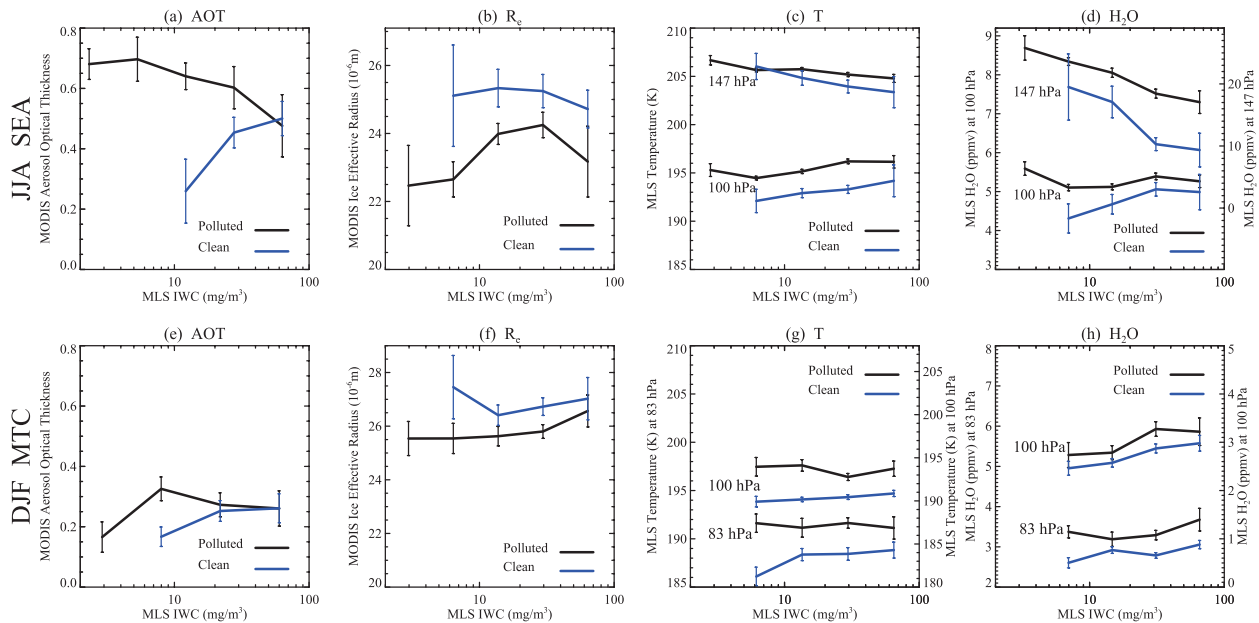 (a) AOT
(b) Re
(c) T
(d) H2O
JJA SEA
MODIS Aerosol Optical Thickness
0.8
0.6
0.4
0.2
0.0
Polluted
Clean
10
100
MLS IWC (mg/m3)
MODIS Ice Effective Radius (10-6m)
26
24
22
20
Polluted
Clean
10
100
MLS IWC (mg/m3)
MLS Temperature (K)
210
205
200
195
190
185
147 hPa
100 hPa
Polluted
Clean
10
100
MLS IWC (mg/m3)
MLS H2O (ppmv) at 100 hPa
9
8
7
6
5
4
3
147 hPa
100 hPa
Polluted
Clean
10
100
MLS IWC (mg/m3)
20
10
0
MLS H2O (ppmv) at 147 hPa
(e) AOT
(f) Re
(g) T
(h) H2O
DJF MTC
MODIS Aerosol Optical Thickness
0.8
0.6
0.4
0.2
0.0
Polluted
Clean
10
100
MLS IWC (mg/m3)
MODIS Ice Effective Radius (10-6m)
28
26
24
22
20
Polluted
Clean
10
100
MLS IWC (mg/m3)
MLS Temperature (K) at 83 hPa
210
205
200
195
190
185
Polluted
Clean
100 hPa
83 hPa
10
100
MLS IWC (mg/m3)
205
200
195
190
185
180
MLS Temperature (K) at 100 hPa
MLS H2O (ppmv) at 83 hPa
8
7
6
5
4
3
2
Polluted
Clean
100 hPa
83 hPa
10
100
MLS IWC (mg/m3)
5
4
3
2
1
0
MLS H2O (ppmv) at 100 hPa